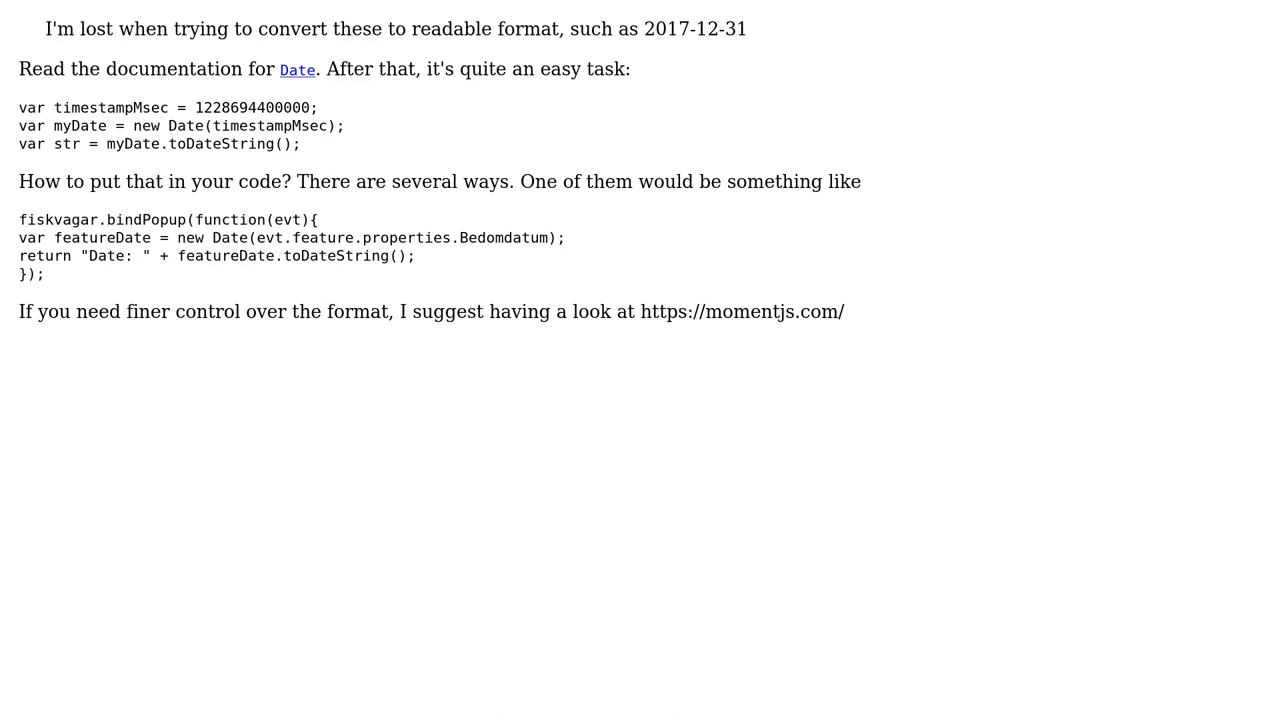 I'm lost when trying to convert these to readable format, such as 2017-12-31
Read the documentation for Date. After that, it's quite an easy task:
var timestampMsec = 1228694400000;
var myDate = new Date(timestampMsec);
var str = myDate.toDateString();
How to put that in your code? There are several ways. One of them would be something like
fiskvagar.bindPopup(function(evt){
var featureDate = new Date(evt.feature.properties.Bedomdatum);
return "Date: " + featureDate.toDateString();
});
If you need finer control over the format, I suggest having a look at https://momentjs.com/